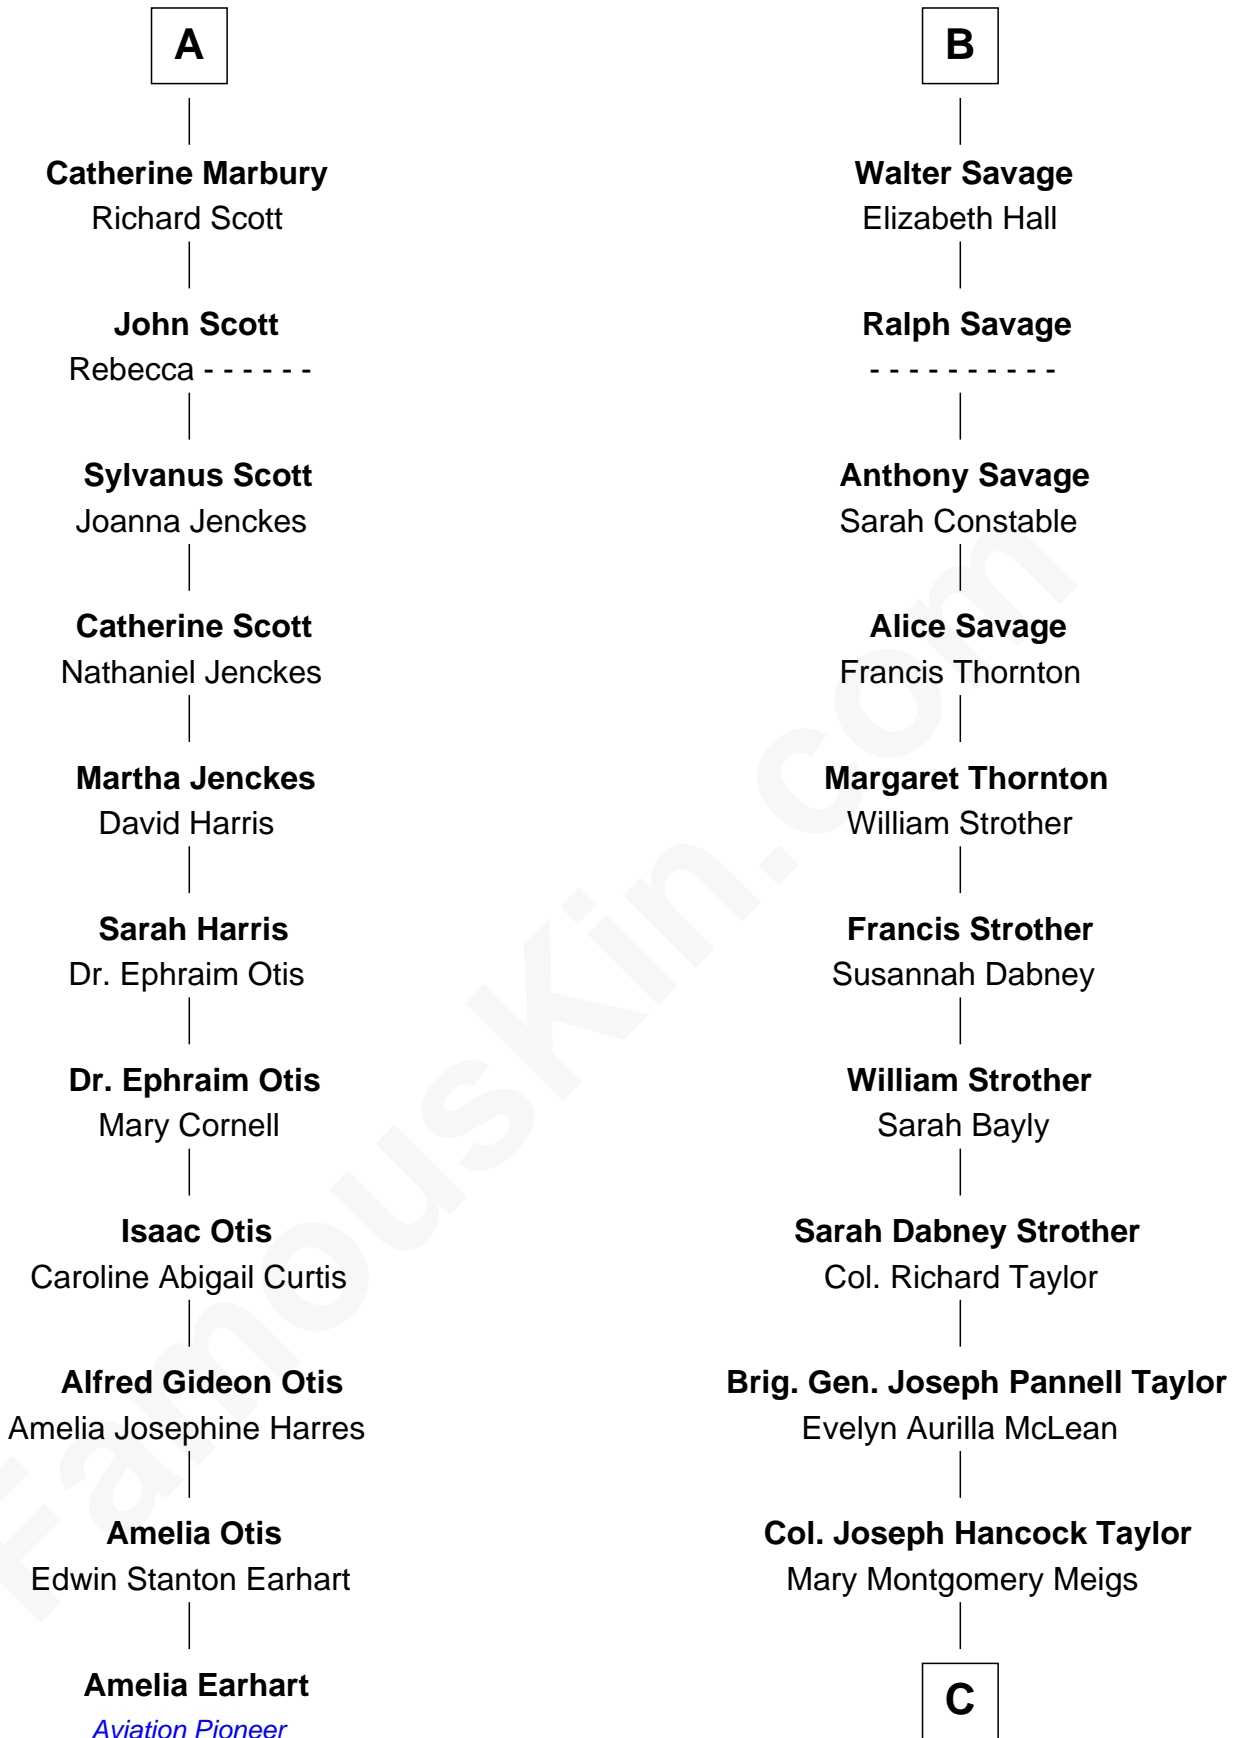 A
Catherine Marbury
Richard Scott
John Scott
Rebecca - - - - - -
Sylvanus Scott
Joanna Jenckes
Catherine Scott
Nathaniel Jenckes
Martha Jenckes
David Harris
Sarah Harris
Dr. Ephraim Otis
Dr. Ephraim Otis
Mary Cornell
Isaac Otis
Caroline Abigail Curtis
Alfred Gideon Otis
Amelia Josephine Harres
Amelia Otis
Edwin Stanton Earhart
Amelia Earhart
Aviation Pioneer
B
Walter Savage
Elizabeth Hall
Ralph Savage
- - - - - - - - - -
Anthony Savage
Sarah Constable
Alice Savage
Francis Thornton
Margaret Thornton
William Strother
Francis Strother
Susannah Dabney
William Strother
Sarah Bayly
Sarah Dabney Strother
Col. Richard Taylor
Brig. Gen. Joseph Pannell Taylor
Evelyn Aurilla McLean
Col. Joseph Hancock Taylor
Mary Montgomery Meigs
C
FamousKin.com